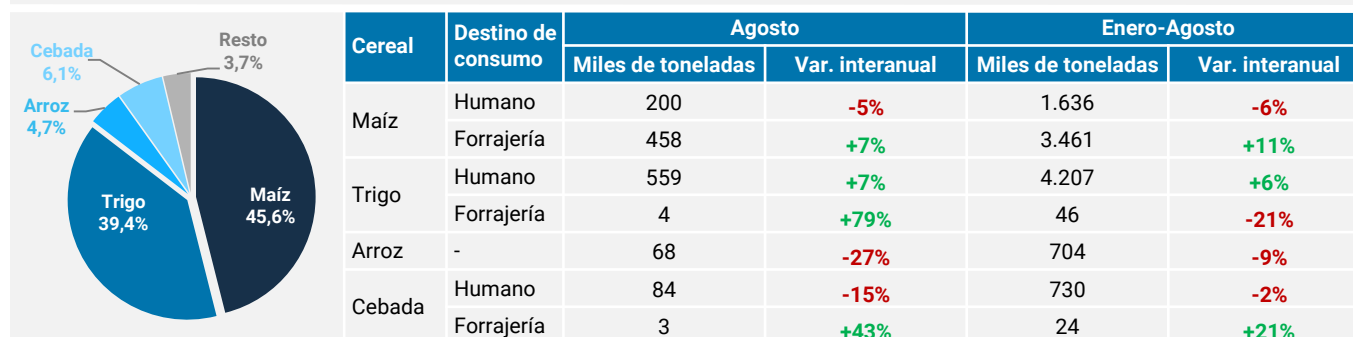 Resto
3,7%
Cebada
6,1%
Arroz
4,7%
Trigo
39,4%
Maíz
45,6%
Cereal Destino de consumo Agosto Enero-Agosto
Miles de toneladas Var. interanual Miles de toneladas Var. interanual
Maíz Humano 200 -5% 1.636 -6%
Forrajería 458 +7% 3.461 +11%
Trigo Humano 559 +7% 4.207 +6%
Forrajería 4 +79% 46 -21%
Arroz - 68 -27% 704 -9%
Cebada Humano 84 -15% 730 -2%
Forrajería 3 +43% 24 +21%